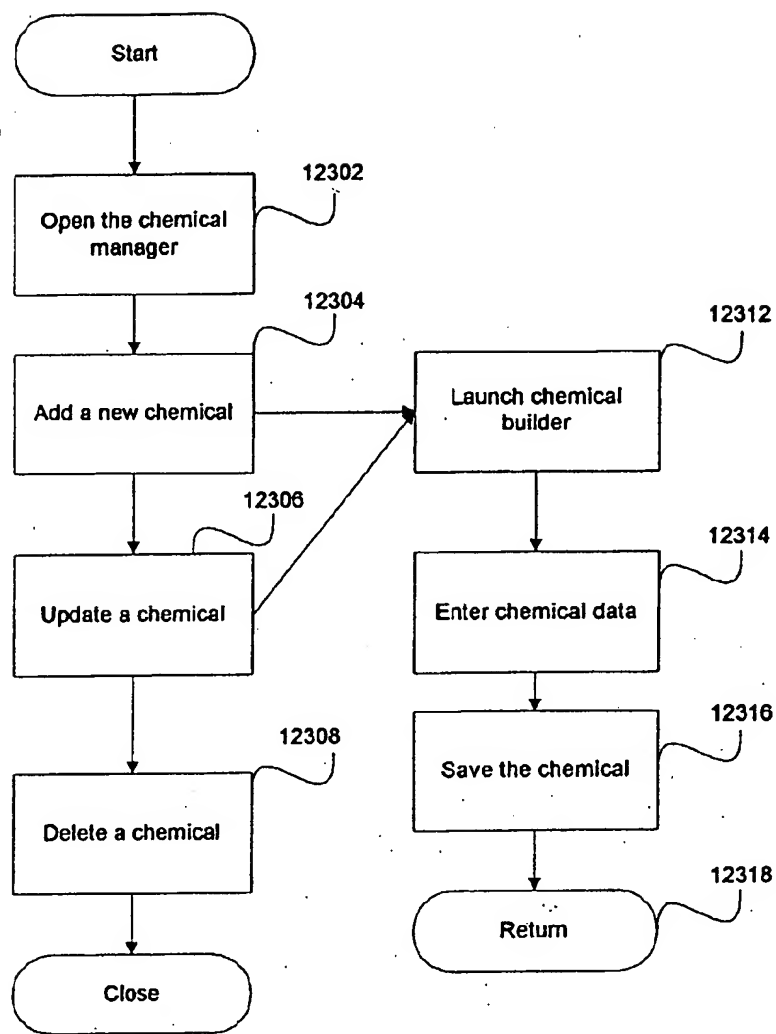 Start
12302
Open the chemical
manager
12304
Add a new chemical
12306
Update a chemical
12308
Delete a chemical
Close
12312
Launch chemical
builder
12314
Enter chemical data
12316
Save the chemical
12318
Return